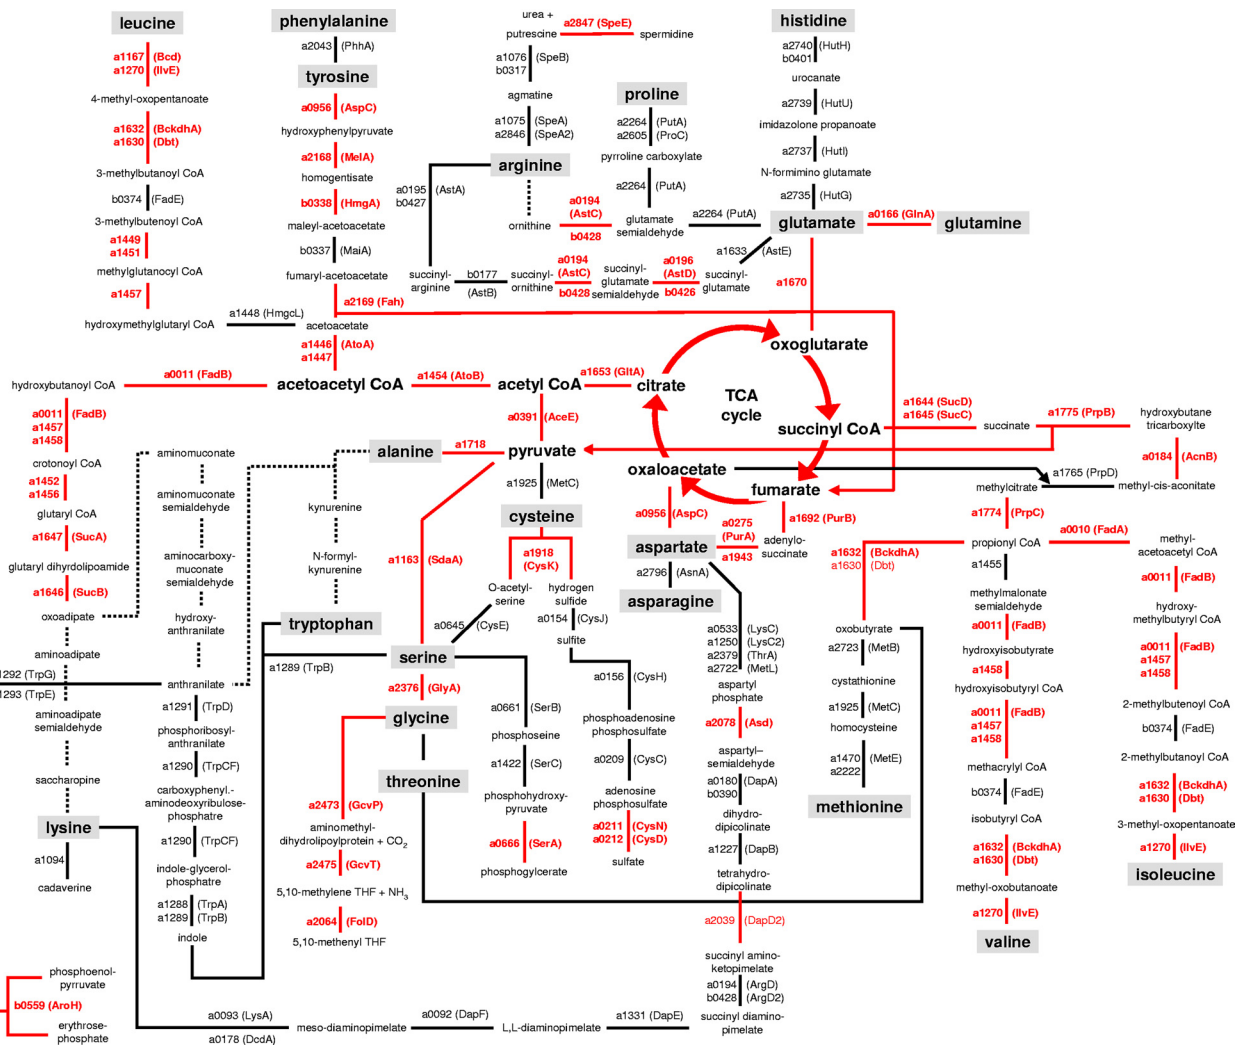 leucine
a1167 (Bcd)
a1270 (IlvE)
4-methyl-oxopentanoate
a1632 (BckdhA)
a1630 (Dbt)
3-methylbutanoyl CoA
b0374 (FadE)
3-methylbutenoyl CoA
a1449
a1451
methylglutanocyl CoA
a1457
hydroxymethylglutaryl CoA
a1448 (HmgcL)
phenylalanine
a2043 (PhhA)
tyrosine
a0956 (AspC)
hydroxyphenylpyruvate
a2168 (MelA)
homogentisate
b0338 (HmgA)
maleyl-acetoacetate
b0337 (MaiA)
fumaryl-acetoacetate
a2169 (Fah)
acetoacetate
a1446 (AtoA)
a1447
urea +
putrescine
a2847 (SpeE)
spermidine
a1076 (SpeB)
b0317
agmatine
a1075 (SpeA)
a2846 (SpeA2)
arginine
a0195 (AstA)
b0427
ornithine
a0194
(AstC)
b0428
glutamate
semialdehyde
proline
a2264 (PutA)
a2605 (ProC)
pyrroline carboxylate
a2264 (PutA)
a2264 (PutA)
succinyl-
arginine
b0177
(AstB)
succinyl-
ornithine
a0194
(AstC)
b0428
succinyl-
glutamate
semialdehyde
a0196
(AstD)
b0426
succinyl-
glutamate
a1633 (AstE)
histidine
a2740 (HutH)
b0401
urocanate
a2739 (HutU)
imidazolone propanoate
a2737 (HutI)
N-formimino glutamate
a2735 (HutG)
glutamate
a0166 (GlnA)
glutamine
a1670
oxoglutarate
hydroxybutanoyl CoA
a0011 (FadB)
acetoacetyl CoA
a1454 (AtoB)
acetyl CoA
a1653 (GltA)
citrate
TCA
cycle
succinyl CoA
a1644 (SucD)
a1645 (SucC)
succinate
a1775 (PrpB)
hydroxybutane
tricarboxylte
a0184 (AcnB)
methyl-cis-aconitate
a1765 (PrpD)
methylcitrate
oxaloacetate
fumarate
a0391 (AceE)
pyruvate
a1718
alanine
a0011 (FadB)
a1457
a1458
crotonoyl CoA
a1452
a1456
glutaryl CoA
a1647 (SucA)
glutaryl dihydrolipoamide
a1646 (SucB)
oxoadipate
aminoadipate
a1292 (TrpG)
1293 (TrpE)
aminoadipate
semialdehyde
saccharopine
lysine
a1094
cadaverine
aminomuconate
aminomuconate
semialdehyde
aminocarboxy-
muconate
semialdehyde
hydroxy-
anthranilate
anthranilate
a1291 (TrpD)
phosphoribosyl-
anthranilate
a1290 (TrpCF)
carboxyphenyl.-
aminodeoxyribulose-
phosphatre
a1290 (TrpCF)
indole-glycerol-
phosphatre
a1288 (TrpA)
a1289 (TrpB)
indole
kynurenine
N-formyl-
kynurenine
tryptophan
a1289 (TrpB)
a1925 (MetC)
cysteine
a1918
(CysK)
a1163 (SdaA)
O-acetyl-
serine
hydrogen
sulfide
a0645 (CysE)
a0154 (CysJ)
sulfite
serine
a2376 (GlyA)
glycine
threonine
a2473 (GcvP)
aminomethyl-
dihydrolipoylprotein + CO2
a2475 (GcvT)
5,10-methylene THF + NH3
a2064 (FolD)
5,10-methenyl THF
a0661 (SerB)
phosphoseine
a1422 (SerC)
phosphohydroxy-
pyruvate
a0666 (SerA)
phosphogylcerate
a0156 (CysH)
phosphoadenosine
phosphosulfate
a0209 (CysC)
adenosine
phosphosulfate
a0211 (CysN)
a0212 (CysD)
sulfate
a0956 (AspC)
a0275
(PurA)
a1943
a1692 (PurB)
adenylo-
succinate
aspartate
a2796 (AsnA)
asparagine
a0533 (LysC)
a1250 (LysC2)
a2379 (ThrA)
a2722 (MetL)
aspartyl
phosphate
a2078 (Asd)
aspartyl–
semialdehyde
a0180 (DapA)
b0390
dihydro-
dipicolinate
a1227 (DapB)
tetrahydro-
dipicolinate
a2039 (DapD2)
succinyl amino-
ketopimelate
a0194 (ArgD)
b0428 (ArgD2)
succinyl diamino-
pimelate
a1632 (BckdhA)
a1630 (Dbt)
oxobutyrate
a2723 (MetB)
cystathionine
a1925 (MetC)
homocysteine
a1470 (MetE)
a2222
methionine
a1774 (PrpC)
propionyl CoA
a0010 (FadA)
a1455
methylmalonate
semialdehyde
a0011 (FadB)
hydroxyisobutyrate
a1458
hydroxyisobutyryl CoA
a0011 (FadB)
a1457
a1458
methacrylyl CoA
b0374 (FadE)
isobutyryl CoA
a1632 (BckdhA)
a1630 (Dbt)
methyl-oxobutanoate
a1270 (IlvE)
valine
methyl-
acetoacetyl CoA
a0011 (FadB)
hydroxy-
methylbutyryl CoA
a0011 (FadB)
a1457
a1458
2-methylbutenoyl CoA
b0374 (FadE)
2-methylbutanoyl CoA
a1632 (BckdhA)
a1630 (Dbt)
3-methyl-oxopentanoate
a1270 (IlvE)
isoleucine
phosphoenol-
pyrruvate
b0559 (AroH)
erythrose-
phosphate
a0093 (LysA)
a0178 (DcdA)
meso-diaminopimelate
a0092 (DapF)
L,L-diaminopimelate
a1331 (DapE)